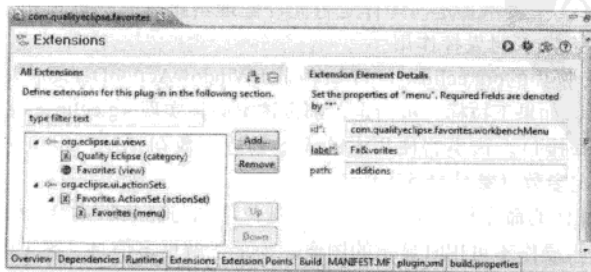 com.qualityeclipse.favorites
Extensions
All Extensions
Define extensions for this plug-in in the following section.
type filter text
org.eclipse.ui.views
Quality Eclipse (category)
Favorites (view)
org.eclipse.ui.actionSets
Favorites ActionSet (actionSet)
Favorites (menu)
Add...
Remove
Up
Down
Extension Element Details
Set the properties of "menu". Required fields are denoted
by "*".
id*: com.qualityeclipse.favorites.workbenchMenu
label*: Fa&vorites
path: additions
Overview Dependencies Runtime Extensions Extension Points Build MANIFEST.MF plugin.xml build.properties